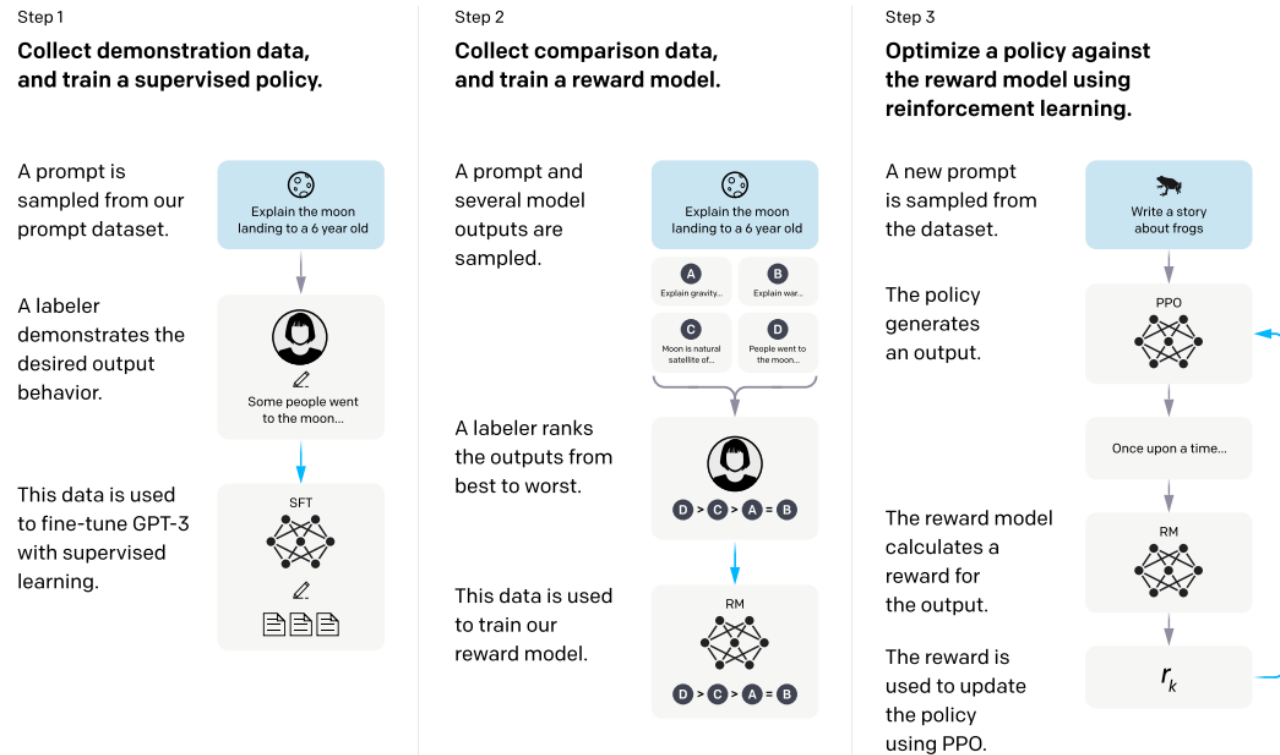 Step 1
Collect demonstration data,
and train a supervised policy.
A prompt is
sampled from our
prompt dataset.
Explain the moon
landing to a 6 year old
A labeler
demonstrates the
desired output
behavior.
Some people went
to the moon...
This data is used
to fine-tune GPT-3
with supervised
learning.
SFT
Step 2
Collect comparison data,
and train a reward model.
A prompt and
several model
outputs are
sampled.
Explain the moon
landing to a 6 year old
A
Explain gravity...
B
Explain war...
C
Moon is natural
satellite of...
D
People went to
the moon...
A labeler ranks
the outputs from
best to worst.
D > C > A = B
This data is used
to train our
reward model.
RM
D > C > A = B
Step 3
Optimize a policy against
the reward model using
reinforcement learning.
A new prompt
is sampled from
the dataset.
Write a story
about frogs
The policy
generates
an output.
PPO
Once upon a time...
The reward model
calculates a
reward for
the output.
RM
The reward is
used to update
the policy
using PPO.
r_k